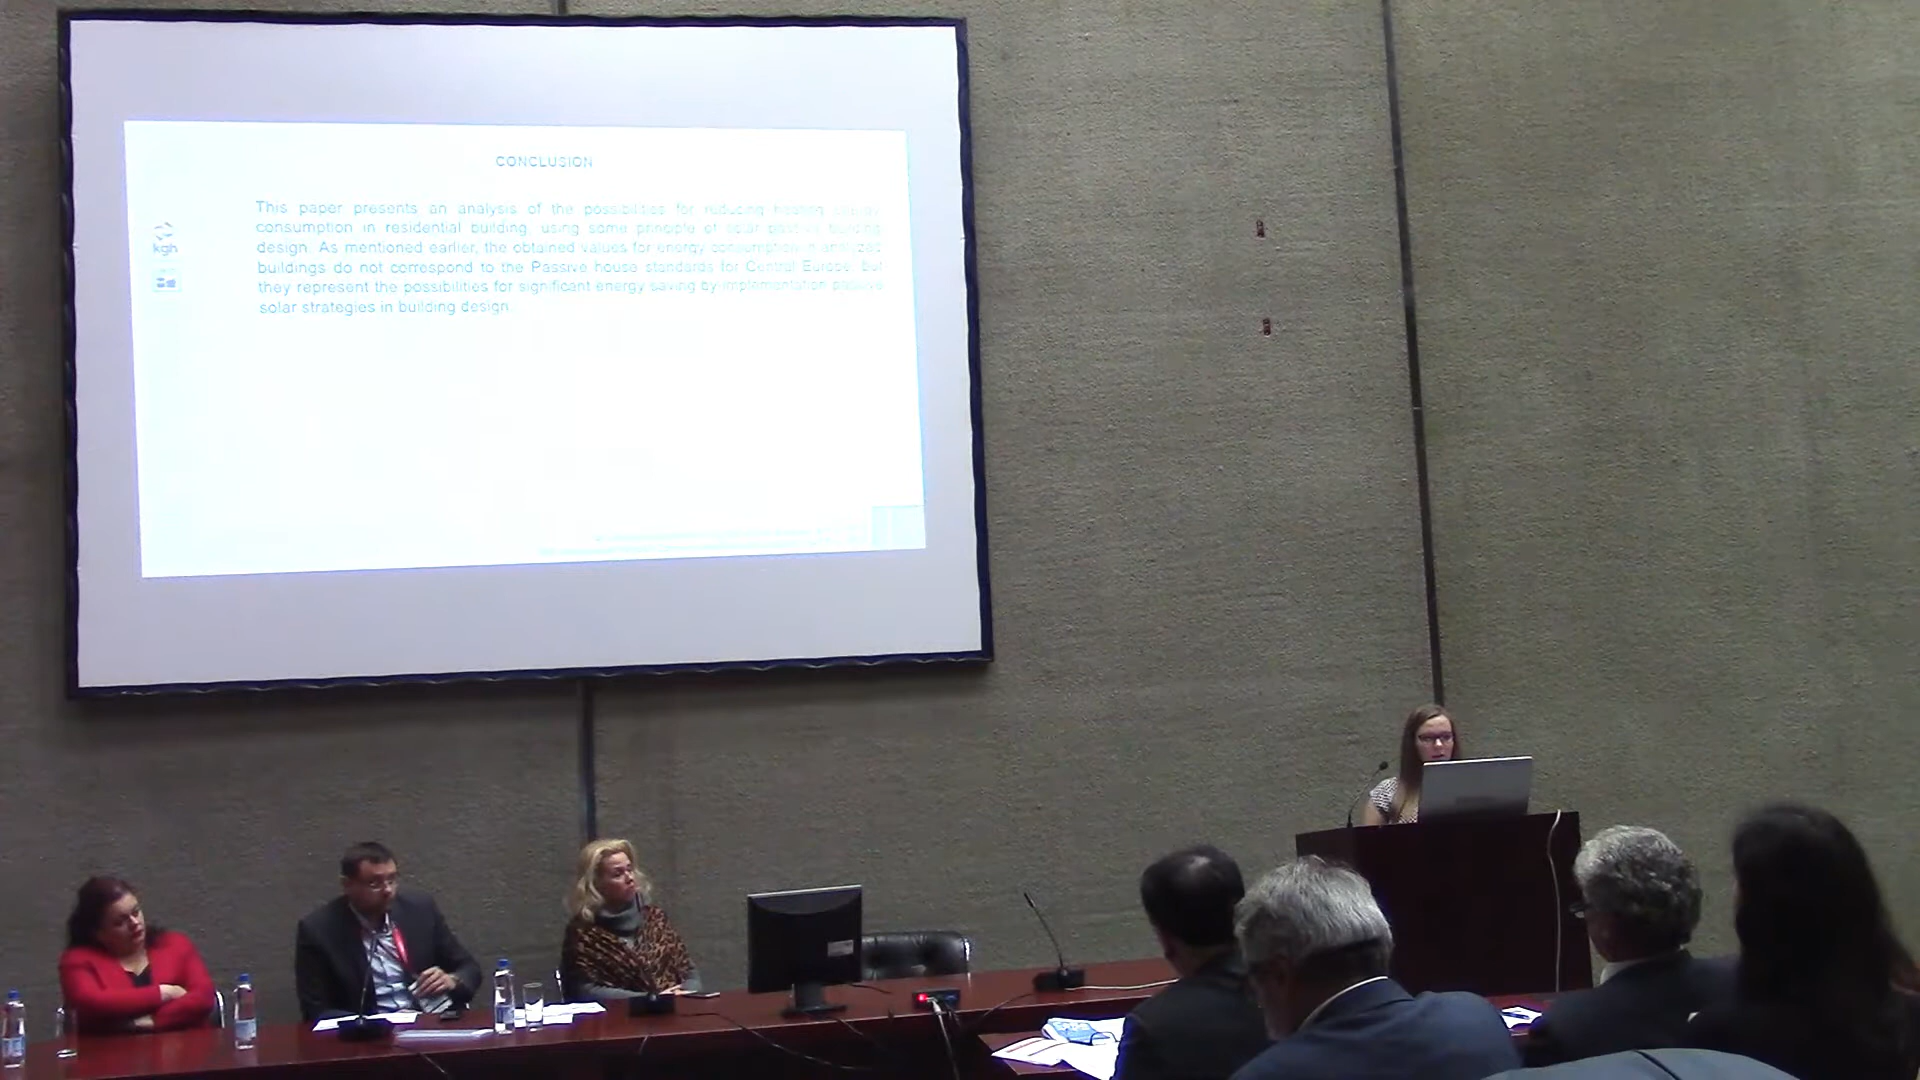 CONCLUSION
This paper presents an analysis of the possibilities for reducing heating energy
consumption in residential building, using some principle of solar passive building
design. As mentioned earlier, the obtained values for energy consumption in analyzed
buildings do not correspond to the Passive house standards for Central Europe, but
they represent the possibilities for significant energy saving by implementation passive
solar strategies in building design.
kgh